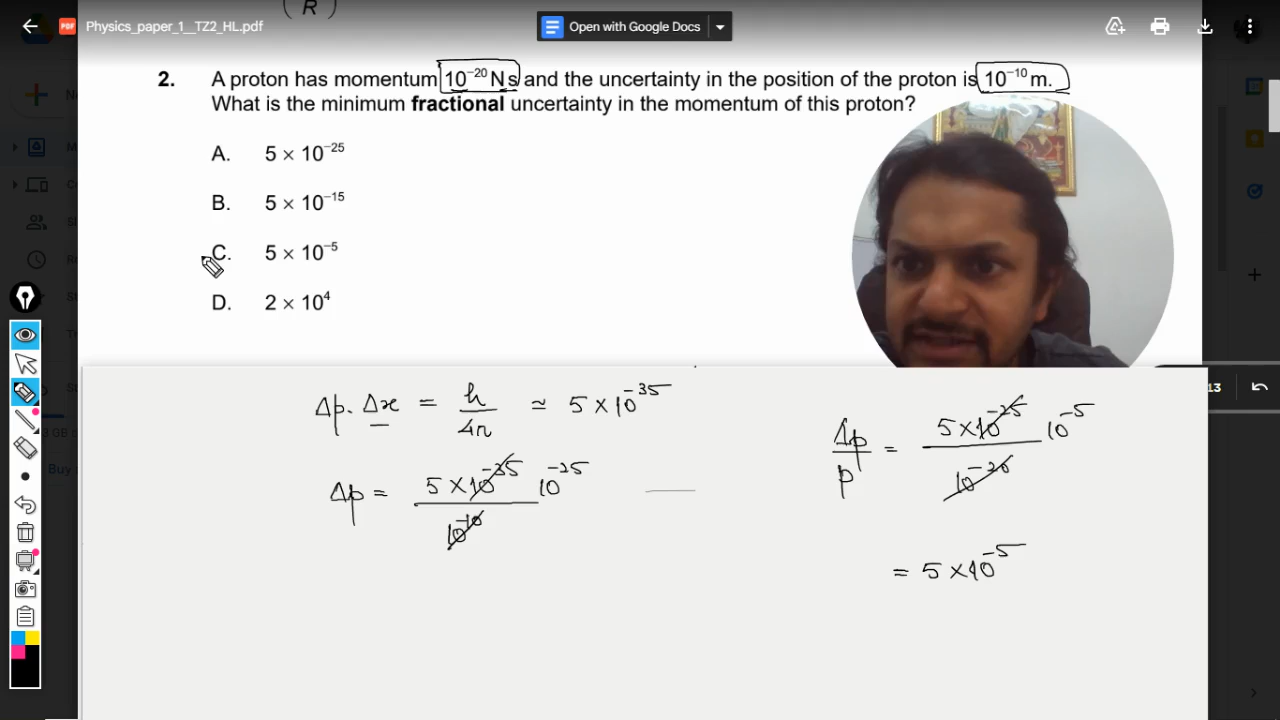 R
Physics_paper_1__TZ2_HL.pdf
Open with Google Docs
2. A proton has momentum 10⁻²⁰ N s and the uncertainty in the position of the proton is 10⁻¹⁰ m.
What is the minimum fractional uncertainty in the momentum of this proton?
A. 5 × 10⁻²⁵
B. 5 × 10⁻¹⁵
C. 5 × 10⁻⁵
D. 2 × 10⁴
13
Δp. Δx = h/4π ≃ 5 × 10⁻³⁵
Δp = 5 × 10⁻³⁵/10⁻¹⁰ 10⁻²⁵
Δp/p = 5 × 10⁻²⁵/10⁻²⁰ 10⁻⁵
= 5 × 10⁻⁵